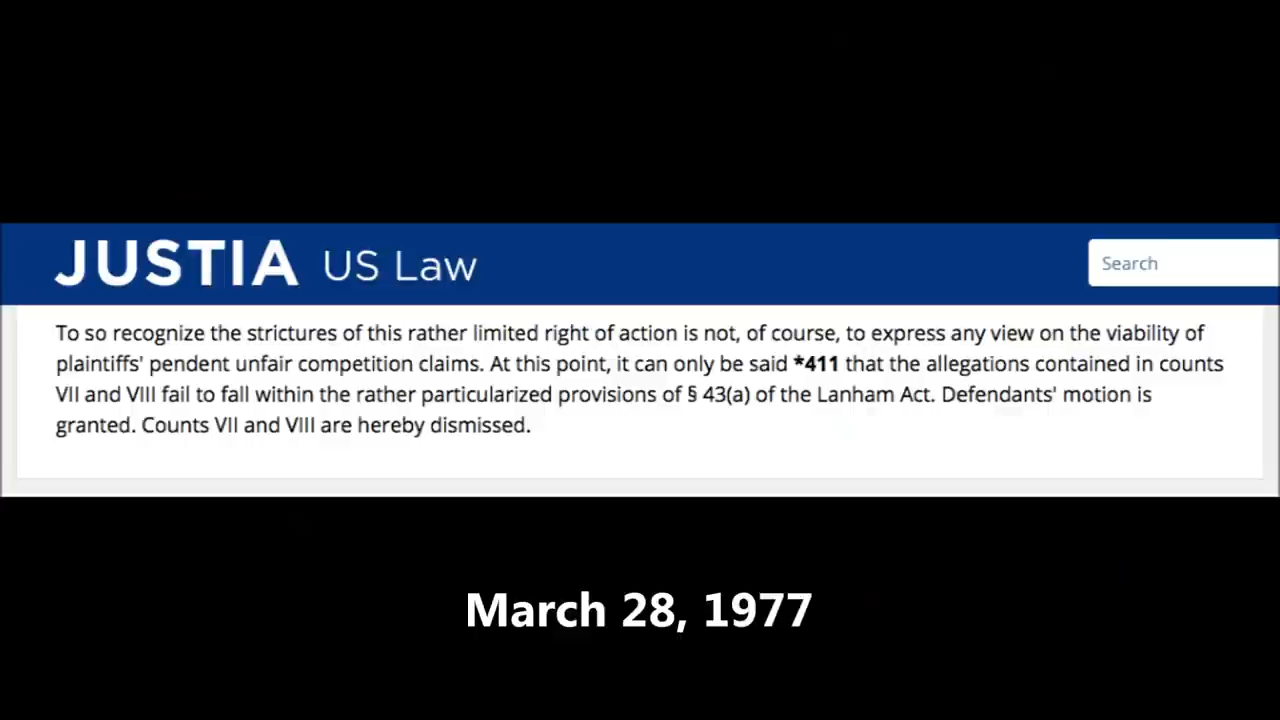 JUSTIA US Law
Search
To so recognize the strictures of this rather limited right of action is not, of course, to express any view on the viability of
plaintiffs' pendent unfair competition claims. At this point, it can only be said *411 that the allegations contained in counts
VII and VIII fail to fall within the rather particularized provisions of § 43(a) of the Lanham Act. Defendants' motion is
granted. Counts VII and VIII are hereby dismissed.
March 28, 1977